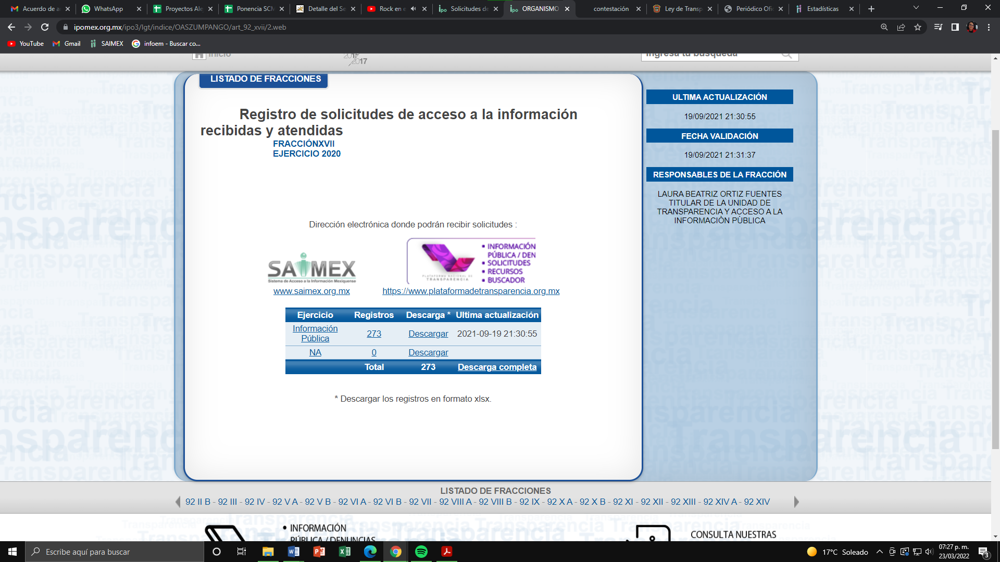 Acuerdo de a
WhatsApp
Proyectos Ale
Ponencia SCM
Detalle del Se
Rock en e
Solicitudes de
ORGANISMO
contestación
Ley de Transp
Periódico Ofic
Estadísticas
ipomex.org.mx/ipo3/lgt/indice/OASZUMPANGO/art_92_xvii/2.web
YouTube
Gmail
SAIMEX
infoem - Buscar co...
Inicio
2017
Ingresa tu búsqueda
LISTADO DE FRACCIONES
Registro de solicitudes de acceso a la información
recibidas y atendidas
FRACCIÓNXVII
EJERCICIO 2020
Dirección electrónica donde podrán recibir solicitudes :
SAIMEX
Sistema de Acceso a la Información Mexiquense
www.saimex.org.mx
PLATAFORMA NACIONAL DE
TRANSPARENCIA
• INFORMACIÓN
PÚBLICA / DEN
• SOLICITUDES
• RECURSOS
• BUSCADOR
https://www.plataformadetransparencia.org.mx
Ejercicio Registros Descarga * Ultima actualización
Información
Pública
273 Descargar 2021-09-19 21:30:55
NA 0 Descargar
Total 273 Descarga completa
* Descargar los registros en formato xlsx.
ULTIMA ACTUALIZACIÓN
19/09/2021 21:30:55
FECHA VALIDACIÓN
19/09/2021 21:31:37
RESPONSABLES DE LA FRACCIÓN
LAURA BEATRIZ ORTIZ FUENTES
TITULAR DE LA UNIDAD DE
TRANSPARENCIA Y ACCESO A LA
INFORMACIÒN PÙBLICA
LISTADO DE FRACCIONES
92 II B - 92 III - 92 IV - 92 V A - 92 V B - 92 VI A - 92 VI B - 92 VII - 92 VIII A - 92 VIII B - 92 IX - 92 X A - 92 X B - 92 XI - 92 XII - 92 XIII - 92 XIV A - 92 XIV
• INFORMACIÓN
PÚBLICA / DENUNCIAS
CONSULTA NUESTRAS
Escribe aquí para buscar
17°C Soleado
07:27 p. m.
23/03/2022
3